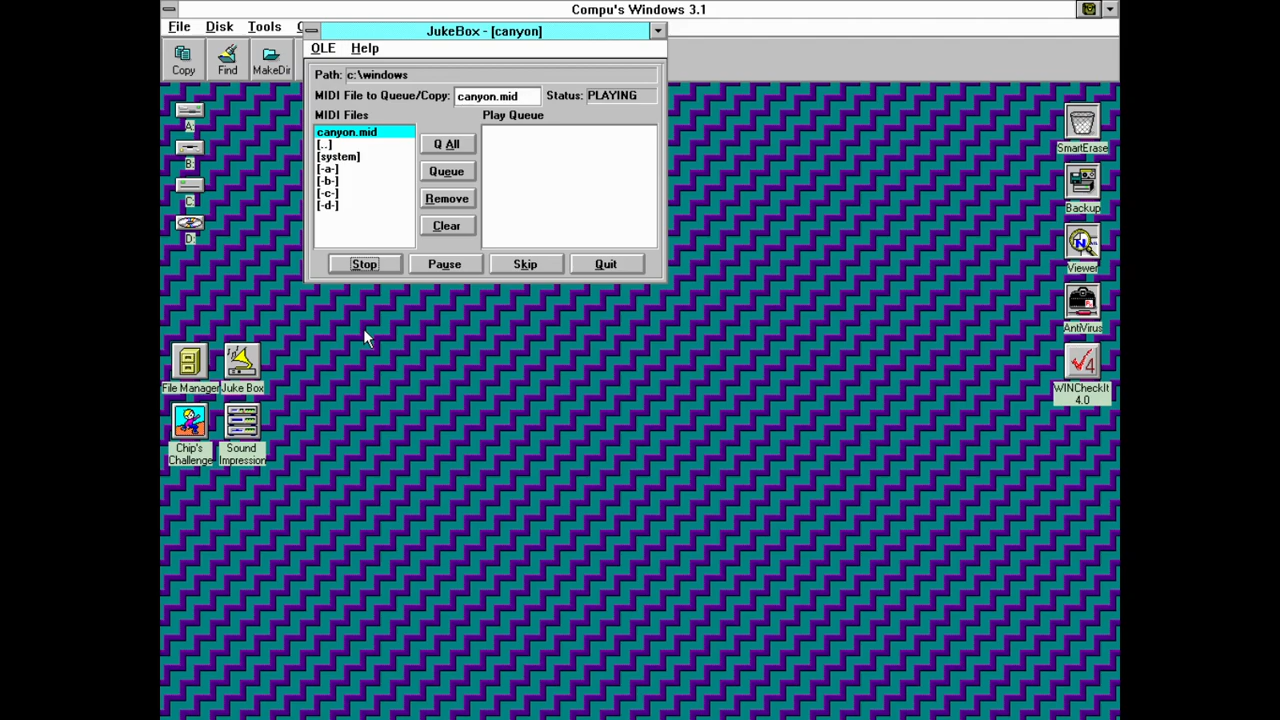 Compu's Windows 3.1
File Disk Tools
Copy Find MakeDir
JukeBox - [canyon]
OLE Help
Path: c:\windows
MIDI File to Queue/Copy: canyon.mid Status: PLAYING
MIDI Files Play Queue
canyon.mid
[..]
[system]
[-a-]
[-b-]
[-c-]
[-d-]
Q All
Queue
Remove
Clear
Stop Pause Skip Quit
A:
B:
C:
D:
File Manager Juke Box
Chip's Challenge
Sound Impression
SmartErase
Backup
Viewer
AntiVirus
WINCheckIt
4.0